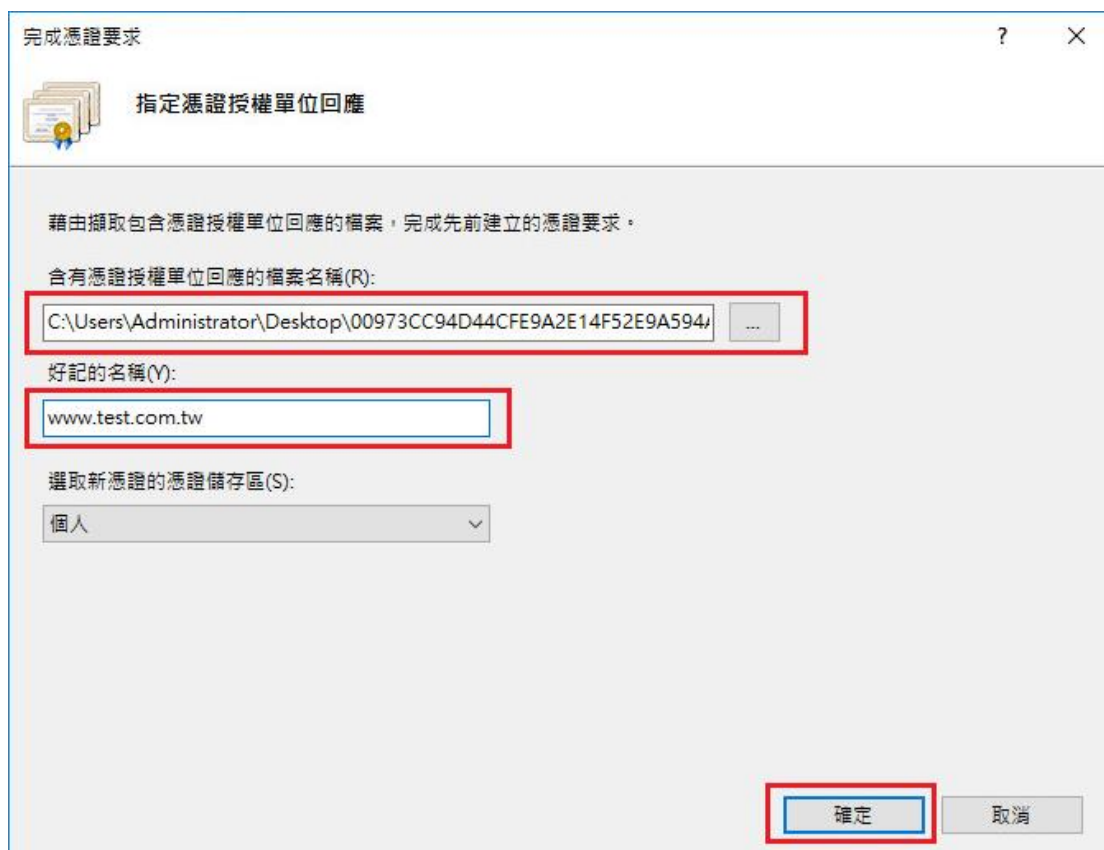 完成憑證要求
?
指定憑證授權單位回應
藉由擷取包含憑證授權單位回應的檔案，完成先前建立的憑證要求。
含有憑證授權單位回應的檔案名稱(R):
C:\Users\Administrator\Desktop\00973CC94D44CFE9A2E14F52E9A594
...
好記的名稱(Y):
www.test.com.tw
選取新憑證的憑證儲存區(S):
個人
確定
取消